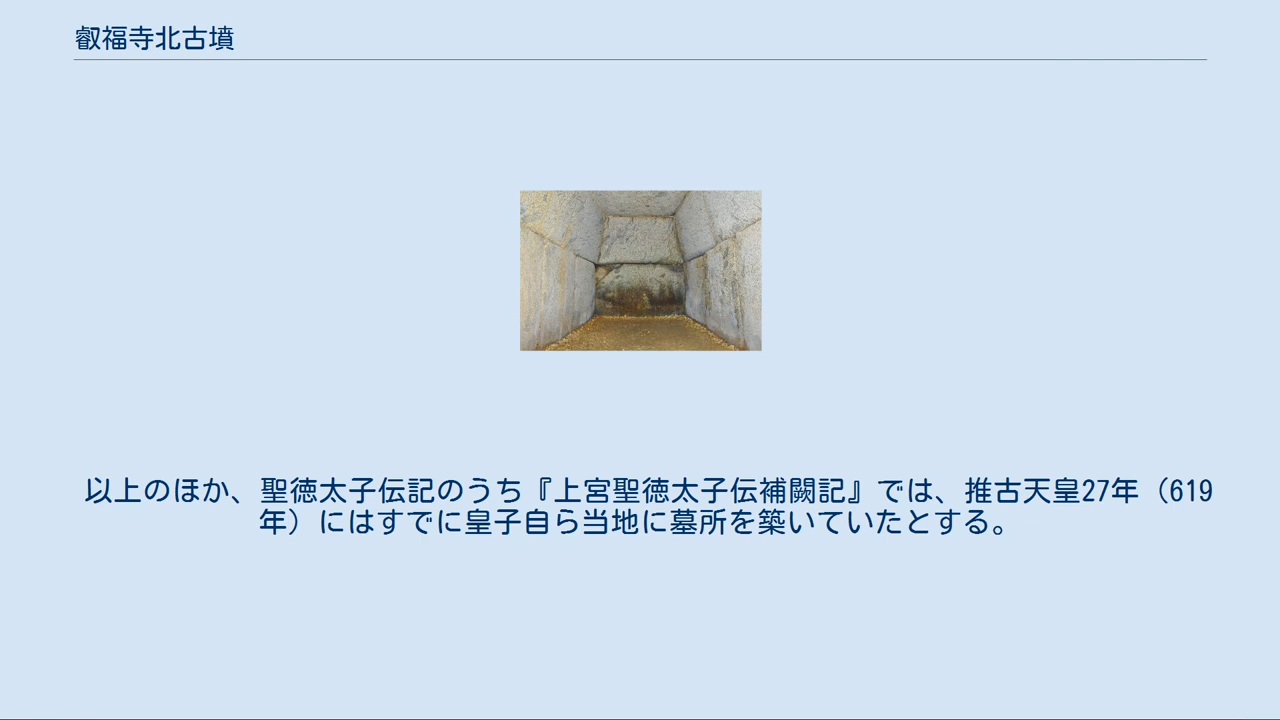 叡福寺北古墳
以上のほか、聖徳太子伝記のうち『上宮聖徳太子伝補闕記』では、推古天皇27年（619
年）にはすでに皇子自ら当地に墓所を築いていたとする。